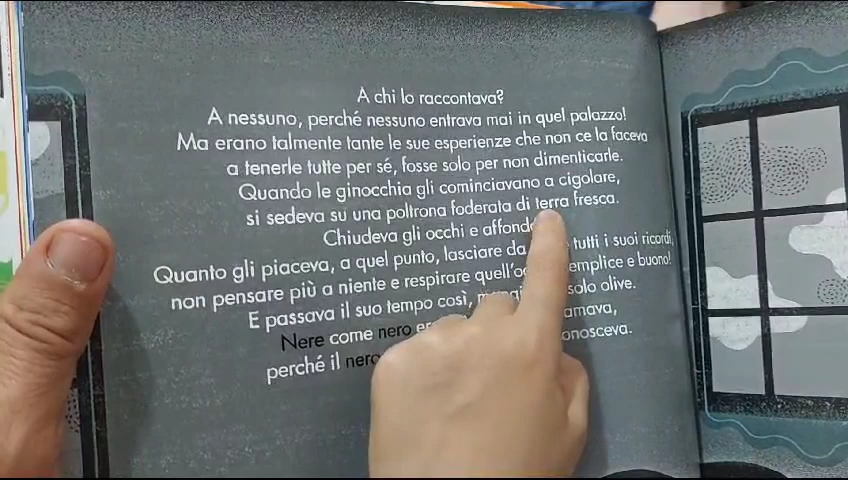 A chi lo raccontava?
A nessuno, perché nessuno entrava mai in quel palazzo!
Ma erano talmente tante le sue esperienze che non ce la faceva
a tenerle tutte per sé, fosse solo per non dimenticarle.
Quando le ginocchia gli cominciavano a cigolare,
si sedeva su una poltrona foderata di terra fresca.
Chiudeva gli occhi e
Quanto gli piaceva, a quel punto, lasciare tutti i suoi ricordi,
non pensare più a niente e respirare semplice e buono!
E passava il suo tempo così, solo olive.
Nere come nero
perché il nero